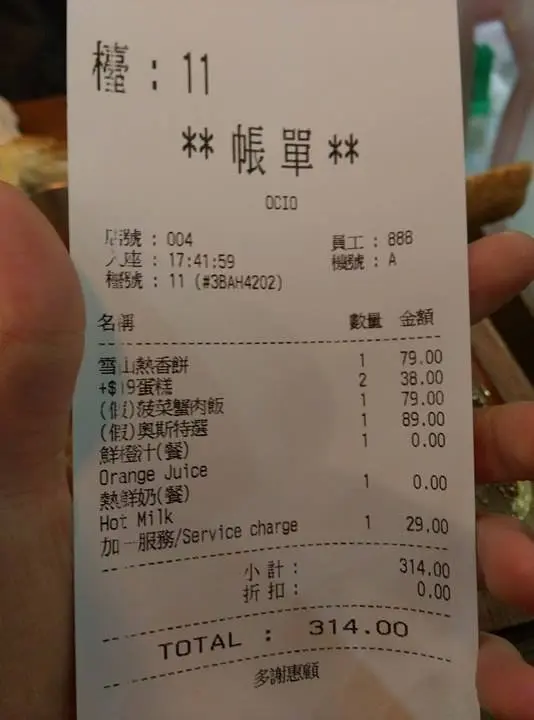 檯 : 11
** 帳單 **
OCIO
店號 : 004 員工 : 888
入座 : 17:41:59 機號 : A
檯號 : 11 (#3BAH4202)
名稱 數量 金額
雪山熱香餅 1 79.00
+$19蛋糕 2 38.00
(假)菠菜蟹肉飯 1 79.00
(假)奧斯特選 1 89.00
鮮橙汁(餐) 1 0.00
Orange Juice
熱鮮奶(餐) 1 0.00
Hot Milk
加一服務/Service charge 1 29.00
小計 : 314.00
折扣 : 0.00
TOTAL : 314.00
多謝惠顧